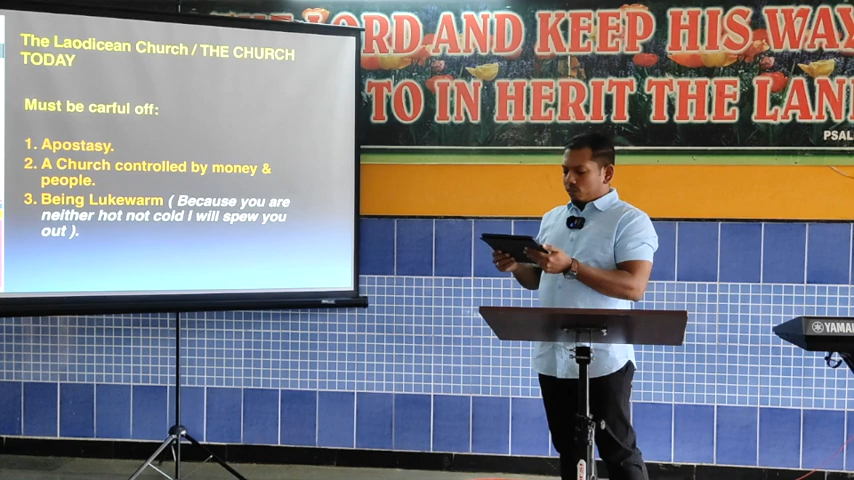 The Laodicean Church / THE CHURCH
TODAY
Must be carful off:
1. Apostasy.
2. A Church controlled by money &
people.
3. Being Lukewarm ( Because you are
neither hot not cold I will spew you
out ).
LORD AND KEEP HIS WAY
TO IN HERIT THE LAN
PSAL
YAMA